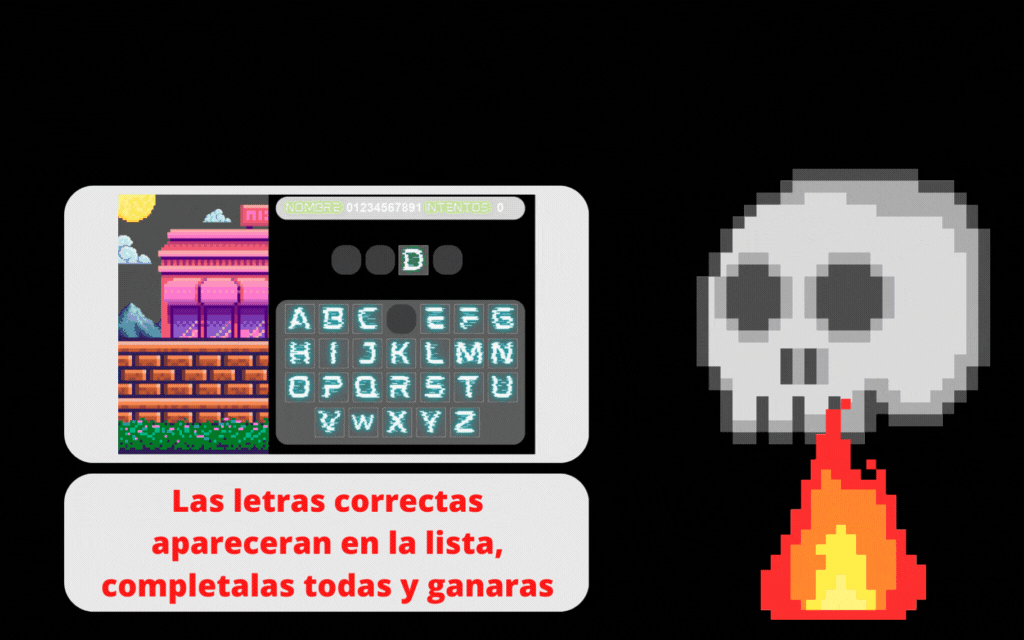 NOMBRE: 01234567891 INTENTOS: 0
D
A B C E F G
H I J K L M N
O P Q R S T U
V W X Y Z
Las letras correctas
apareceran en la lista,
completalas todas y ganaras